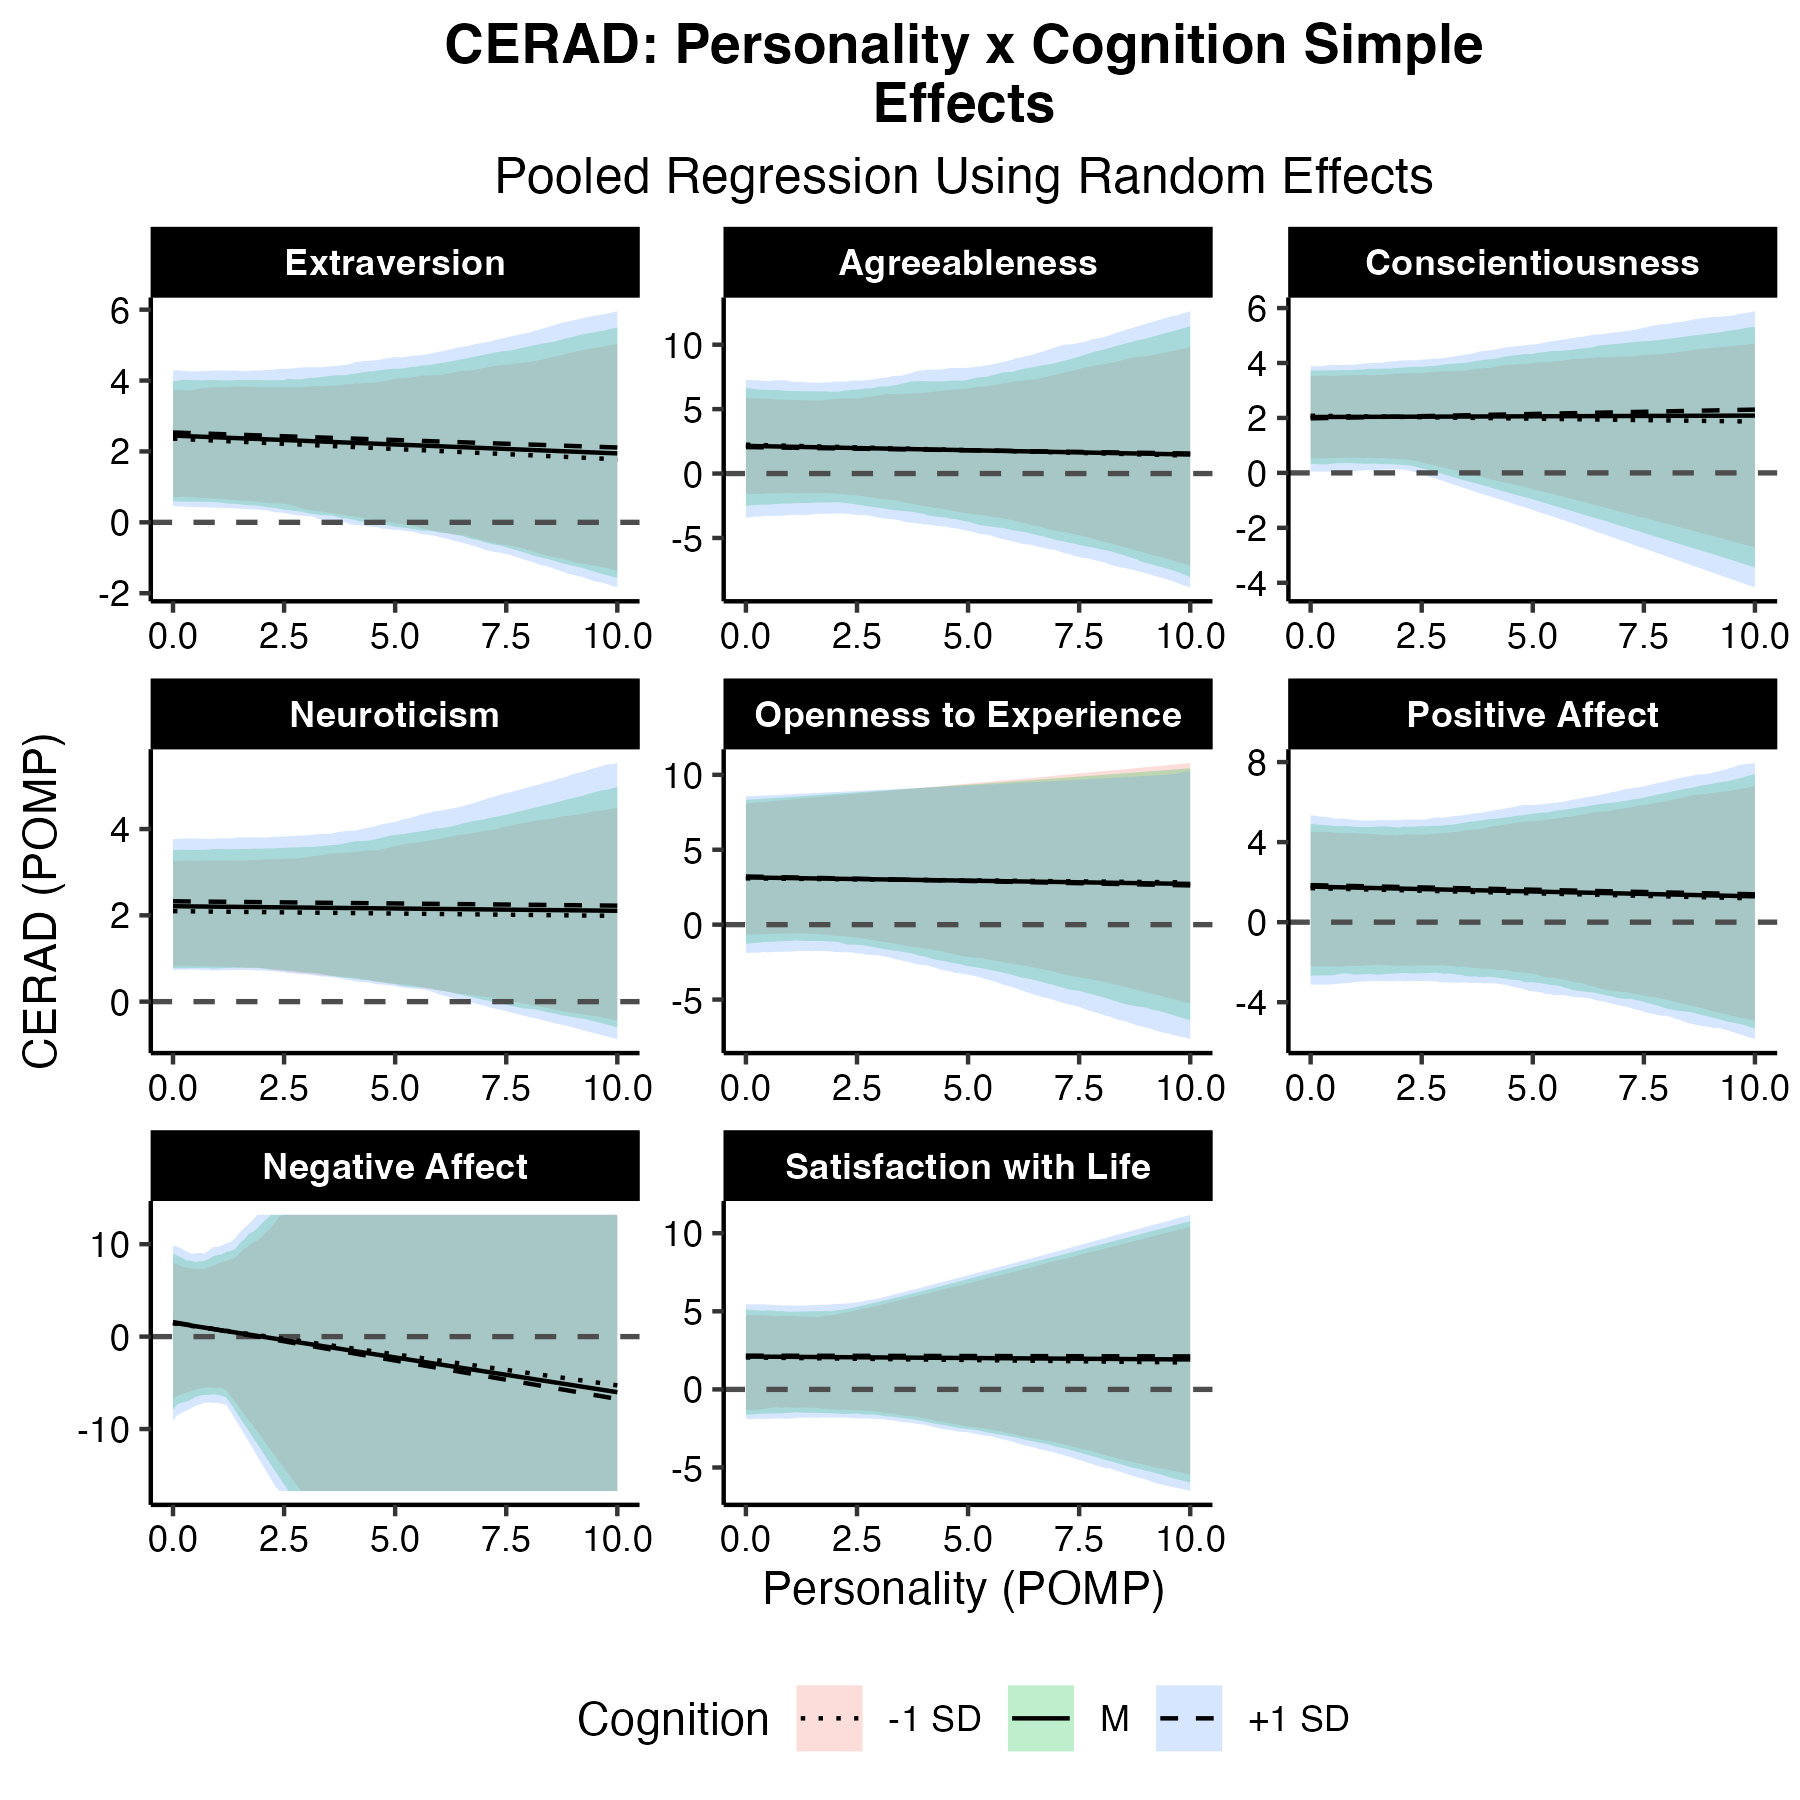 CERAD: Personality x Cognition Simple
Effects
Pooled Regression Using Random Effects
Extraversion
6
4
2
0
-2
0.0 2.5 5.0 7.5 10.0
Agreeableness
10
5
0
-5
0.0 2.5 5.0 7.5 10.0
Conscientiousness
6
4
2
0
-2
-4
0.0 2.5 5.0 7.5 10.0
CERAD (POMP)
Neuroticism
4
2
0
0.0 2.5 5.0 7.5 10.0
Openness to Experience
10
5
0
-5
0.0 2.5 5.0 7.5 10.0
Positive Affect
8
4
0
-4
0.0 2.5 5.0 7.5 10.0
Negative Affect
10
0
-10
0.0 2.5 5.0 7.5 10.0
Satisfaction with Life
10
5
0
-5
0.0 2.5 5.0 7.5 10.0
Personality (POMP)
Cognition -1 SD M +1 SD